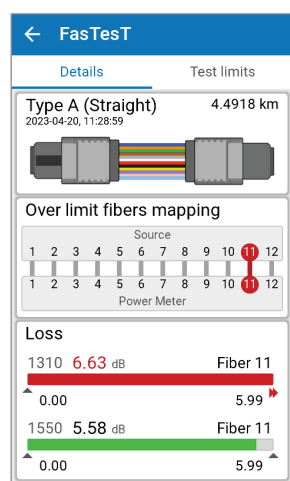 FasTesT
Details Test limits
Type A (Straight) 4.4918 km
2023-04-20, 11:28:59
Over limit fibers mapping
Source
1 2 3 4 5 6 7 8 9 10 11 12
1 2 3 4 5 6 7 8 9 10 11 12
Power Meter
Loss
1310 6.63 dB Fiber 11
0.00 5.99
1550 5.58 dB Fiber 11
0.00 5.99